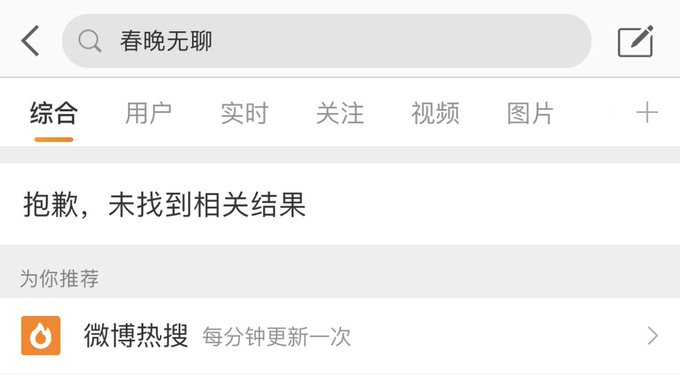 春晚无聊
综合 用户 实时 关注 视频 图片
抱歉，未找到相关结果
为你推荐
微博热搜 每分钟更新一次